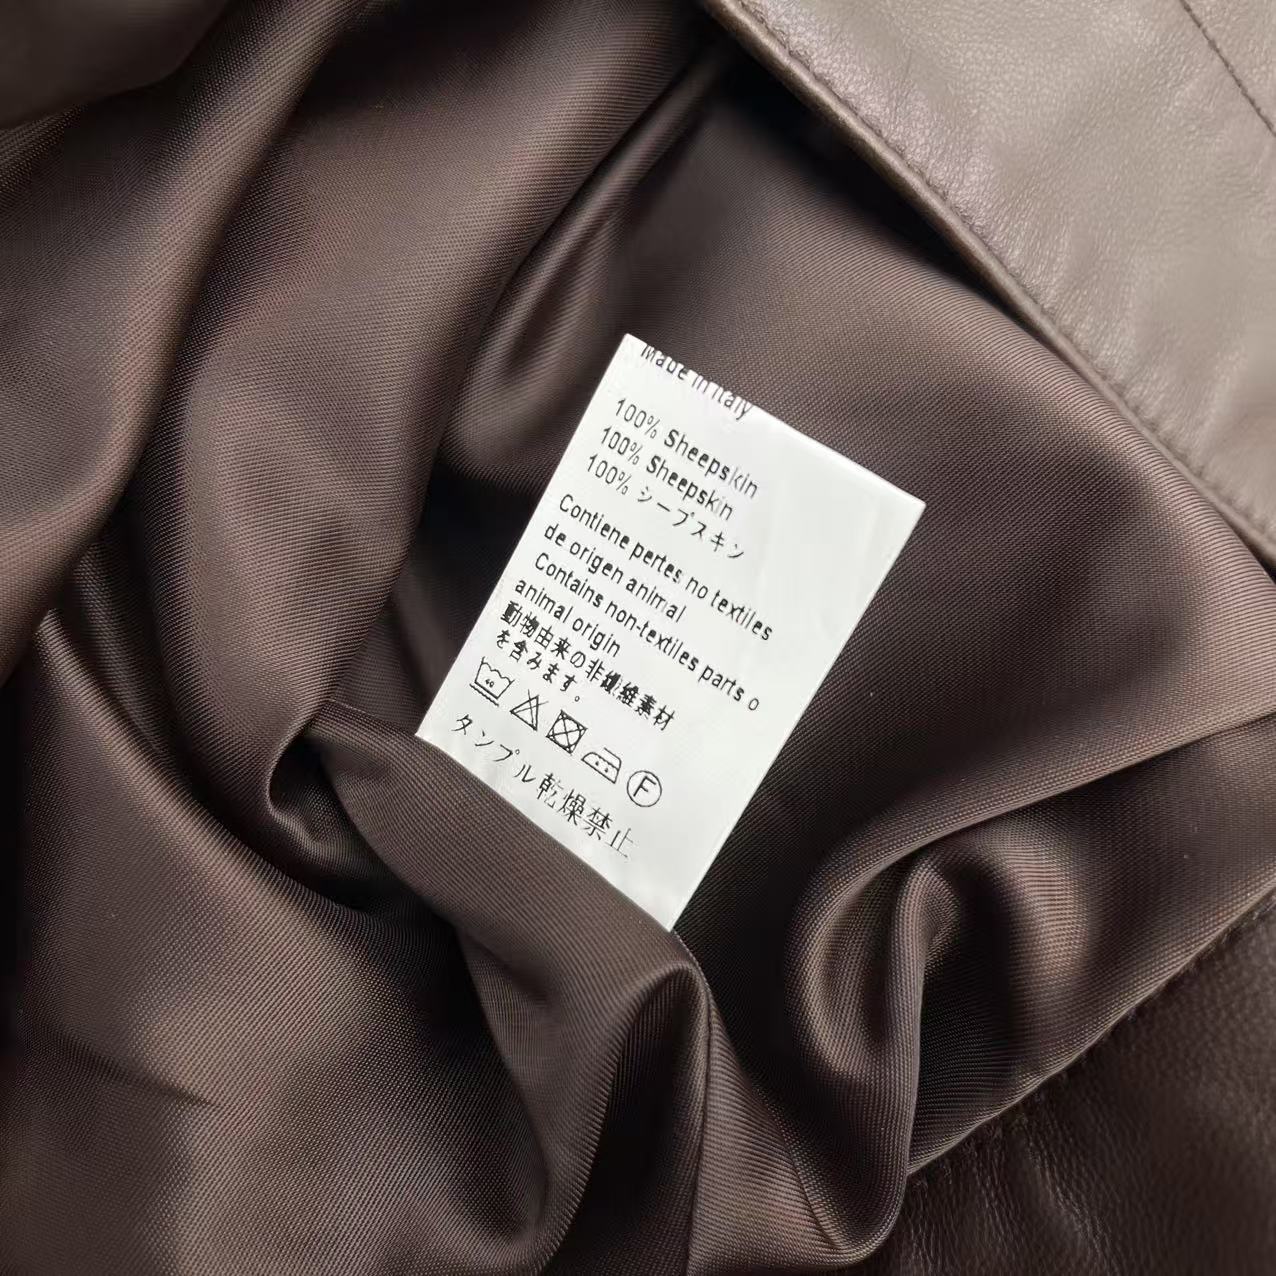 Made in Italy
100% Sheepskin
100% Sheepskin
100% シープスキン
Contiene pertes no textiles
de origen animal
Contains non-textiles parts o
animal origin
動物由来の非繊維素材
を含みます。
F
タンプル乾燥禁止